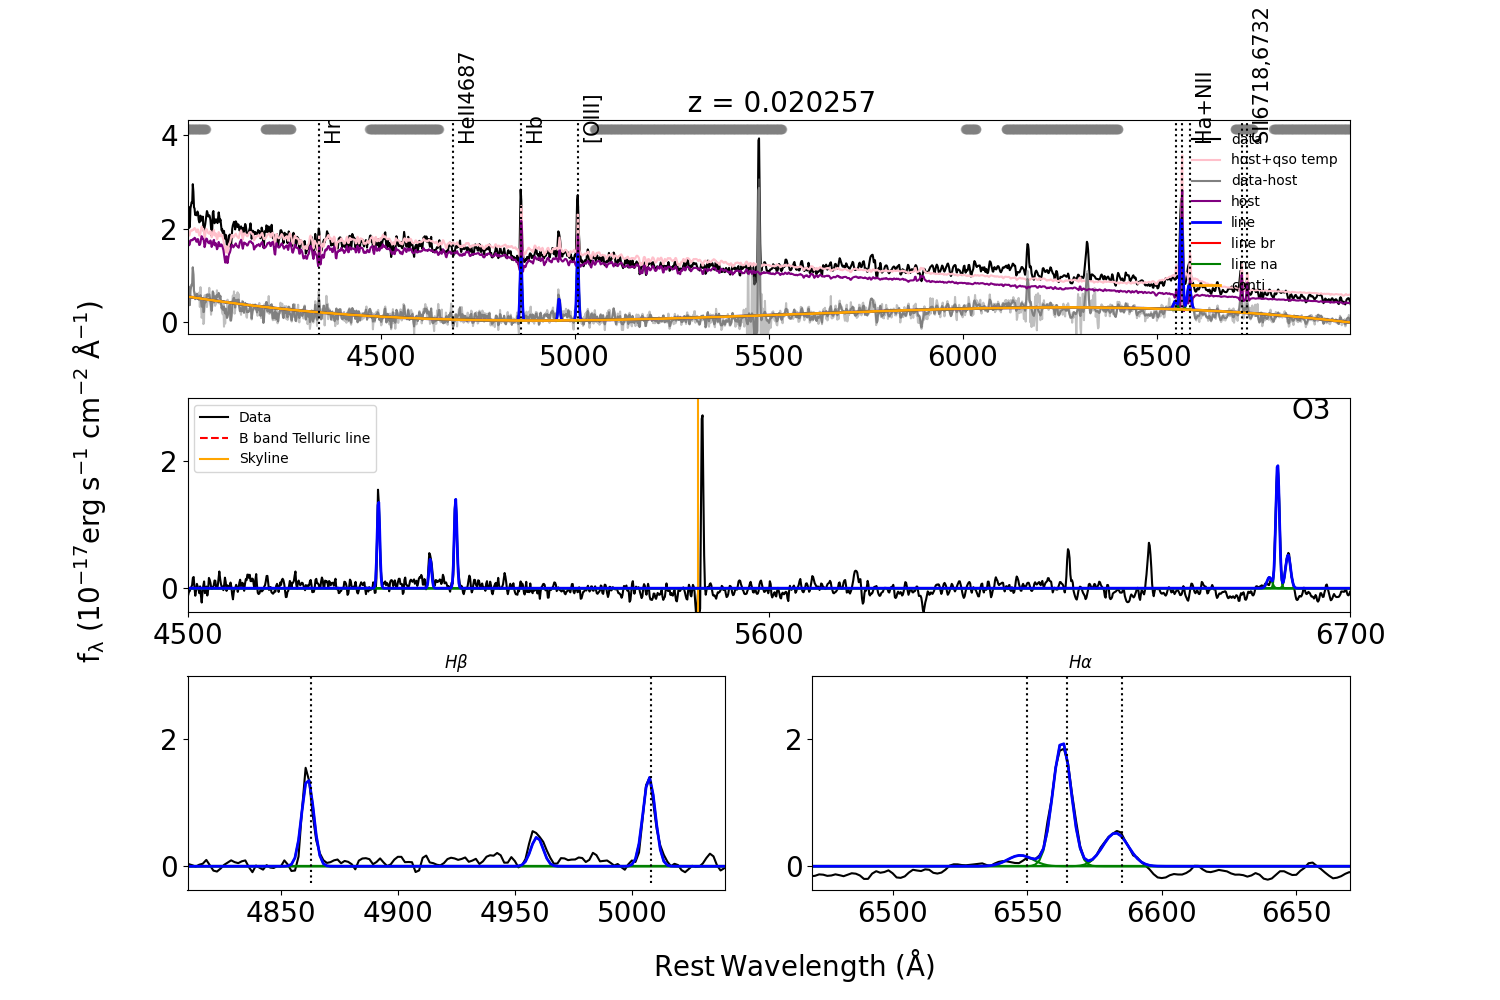 z = 0.020257
Hr
HeII4687
Hb
[OIII]
Ha+NII
SII6718,6732
4
2
0
data
host+qso temp
data-host
host
line
line br
line na
conti
4500
5000
5500
6000
6500
f_λ (10^{−17}erg s^{−1} cm^{−2} Å^{−1})
O3
Data
B band Telluric line
Skyline
2
0
4500
5600
6700
Hβ
2
0
4850
4900
4950
5000
Hα
2
0
6500
6550
6600
6650
Rest Wavelength (Å)